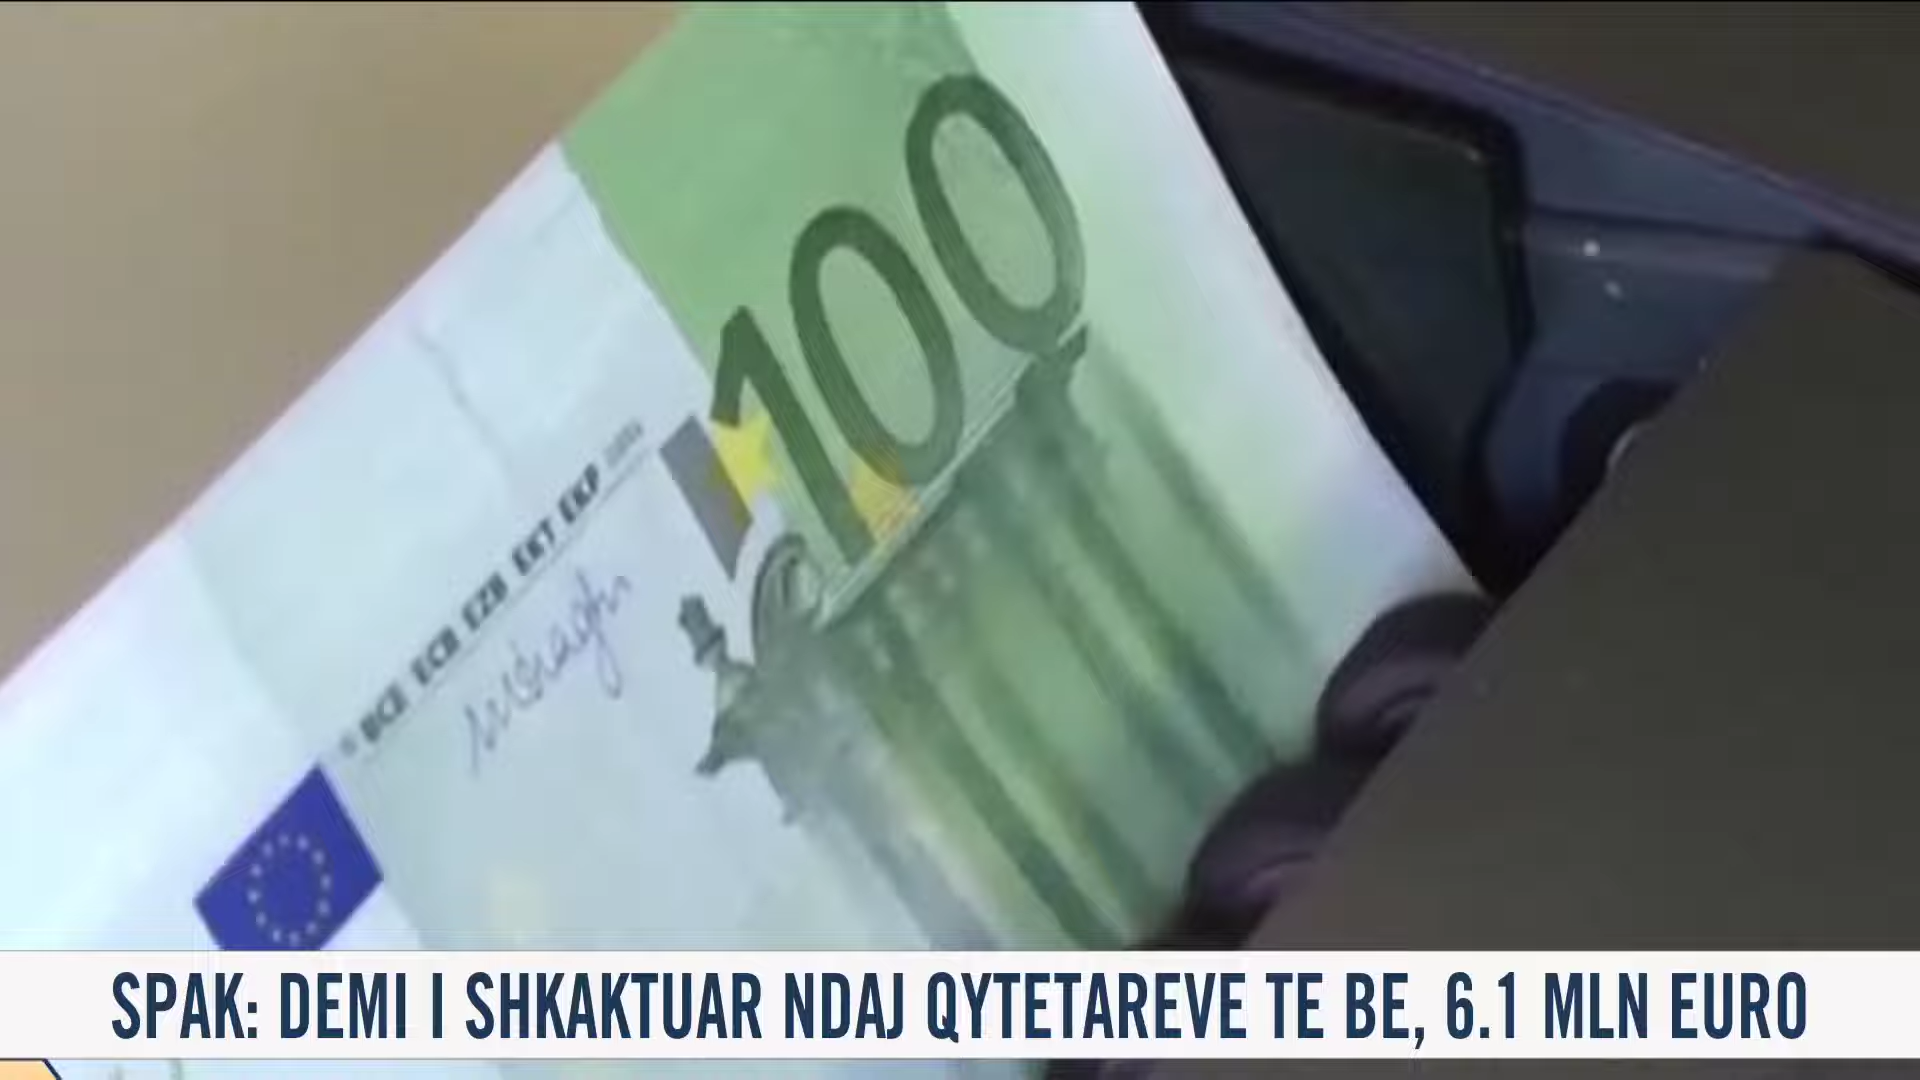 100
BCE ECB EZB EKT EKP
SPAK: DEMI I SHKAKTUAR NDAJ QYTETAREVE TE BE, 6.1 MLN EURO